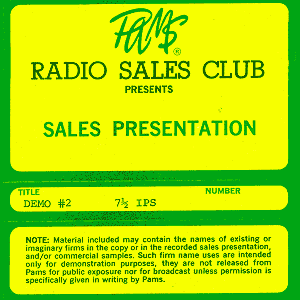 PAMS®
RADIO SALES CLUB
PRESENTS
SALES PRESENTATION
TITLE NUMBER
DEMO #2 7½ IPS
NOTE: Material included may contain the names of existing or
imaginary firms in the copy or in the recorded sales presentation,
and/or commercial samples. Such firm name uses are intended
only for demonstration purposes, they are not released from
Pams for public exposure nor for broadcast unless permission is
specifically given in writing by Pams.